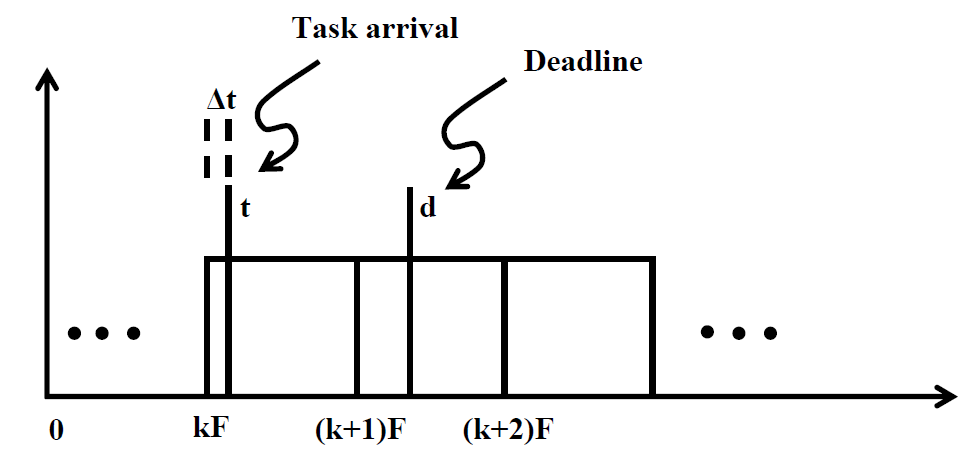 Task arrival
Deadline
Δt
t
d
0
kF
(k+1)F
(k+2)F